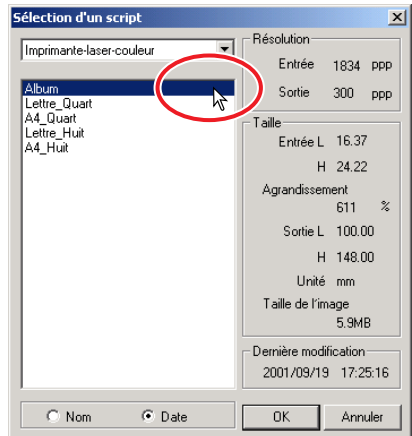 Sélection d'un script
Imprimante-laser-couleur
Album
Lettre_Quart
A4_Quart
Lettre_Huit
A4_Huit
Nom
Date
Résolution
Entrée 1834 ppp
Sortie 300 ppp
Taille
Entrée L 16.37
H 24.22
Agrandissement
611 %
Sortie L 100.00
H 148.00
Unité mm
Taille de l'image
5.9MB
Dernière modification
2001/09/19 17:25:16
OK
Annuler